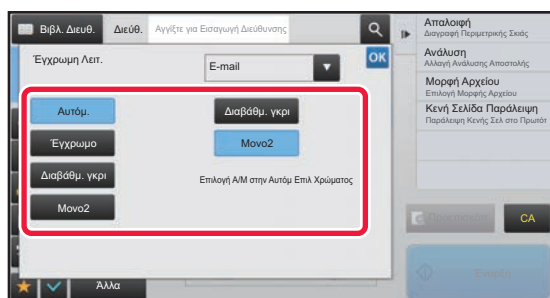 Βιβλ. Διευθ.
Διεύθ.
Αγγίξτε για Εισαγωγή Διεύθυνσης
Έγχρωμη Λειτ.
E-mail
OK
Αυτόμ.
Έγχρωμο
Διαβάθμ. γκρι
Μονο2
Διαβάθμ. γκρι
Μονο2
Επιλογή Α/Μ στην Αυτόμ Επιλ Χρώματος
Άλλα
Απαλοιφή
Διαγραφή Περιμετρικής Σκιάς
Ανάλυση
Αλλαγή Ανάλυσης Αποστολής
Μορφή Αρχείου
Επιλογή Μορφής Αρχείου
Κενή Σελίδα Παράλειψη
Παράλειψη Κενής Σελ στο Πρωτότ
CA